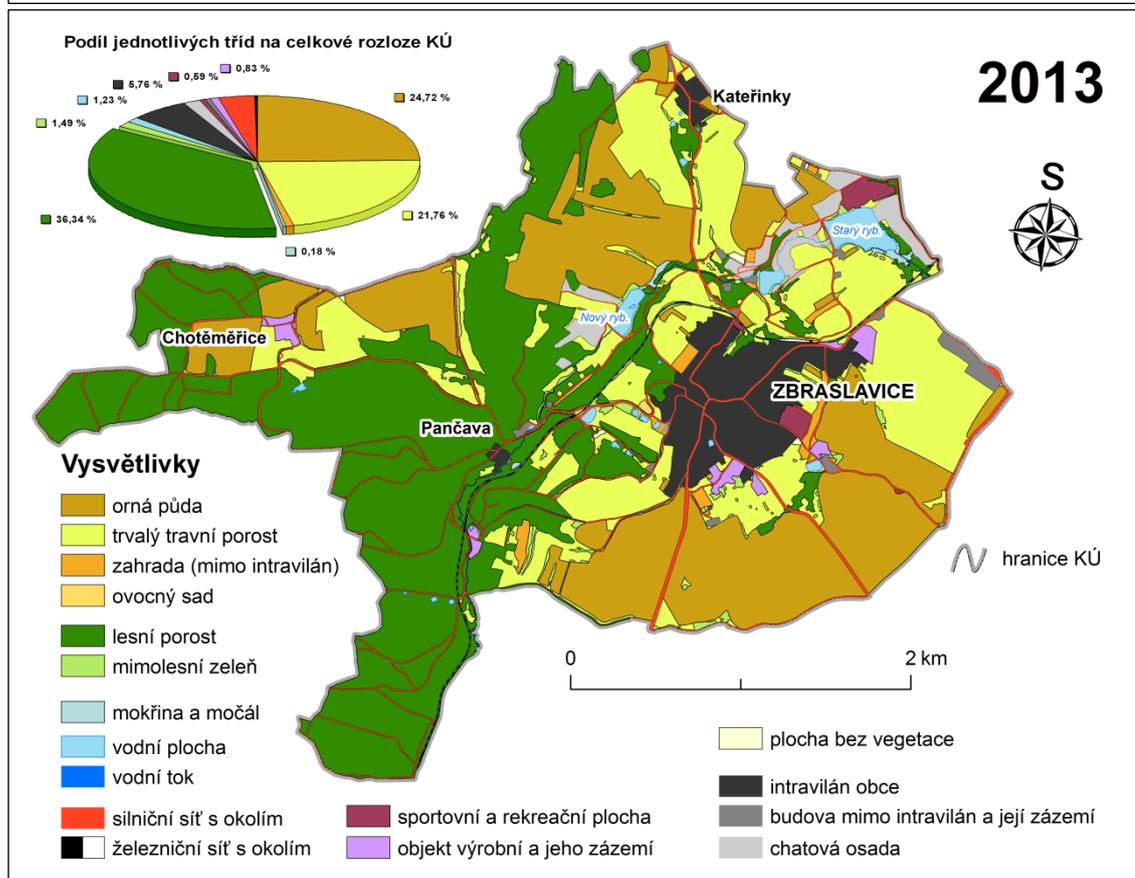 Podíl jednotlivých tříd na celkové rozloze KÚ
2013
0,83 %
0,59 %
5,76 %
1,23 %
1,49 %
24,72 %
36,34 %
21,76 %
0,18 %
Kateřinky
S
Starý ryb.
Nový ryb.
Chotěměřice
ZBRASLAVICE
Pančava
Vysvětlivky
orná půda
trvalý travní porost
zahrada (mimo intravilán)
ovocný sad
lesní porost
mimolesní zeleň
mokřina a močál
vodní plocha
vodní tok
silniční síť s okolím
železniční síť s okolím
sportovní a rekreační plocha
objekt výrobní a jeho zázemí
hranice KÚ
0 2 km
plocha bez vegetace
intravilán obce
budova mimo intravilán a její zázemí
chatová osada